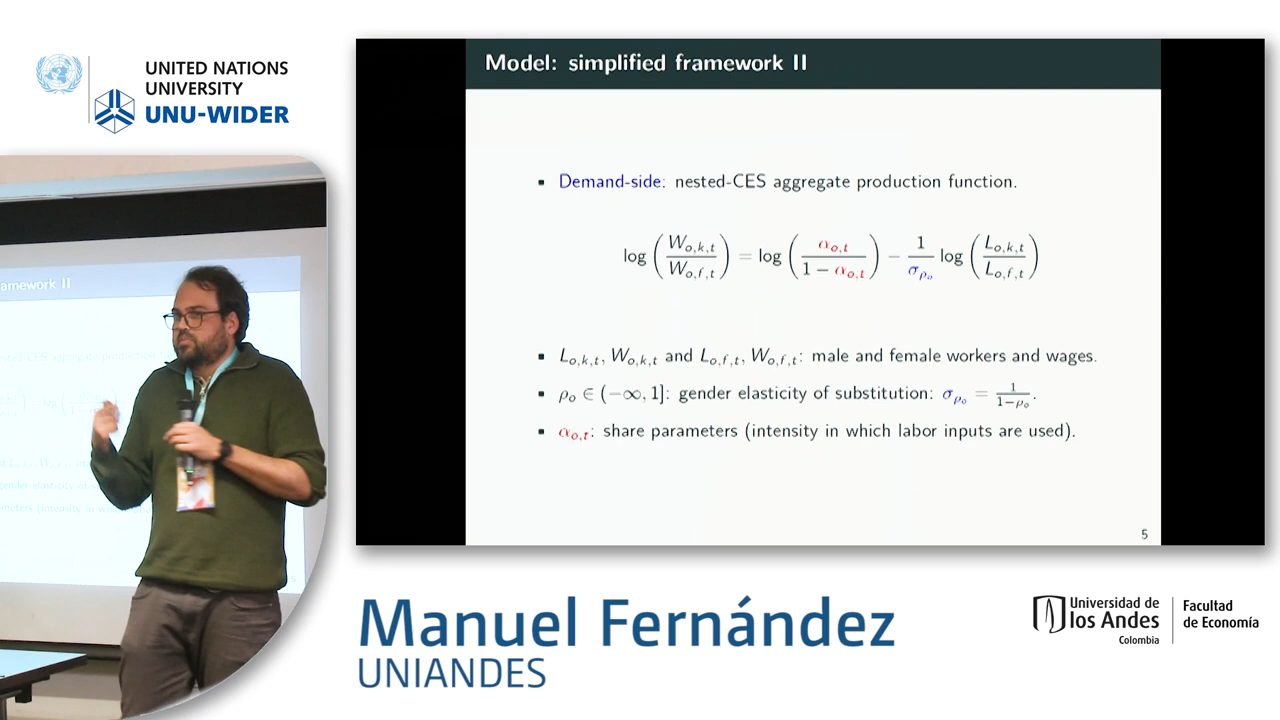 UNITED NATIONS
UNIVERSITY
UNU-WIDER
Model: simplified framework II
▪ Demand-side: nested-CES aggregate production function.
log (W_{o,k,t} / W_{o,f,t}) = log (α_{o,t} / (1 − α_{o,t})) − (1 / σ_{ρ_o}) log (L_{o,k,t} / L_{o,f,t})
▪ L_{o,k,t}, W_{o,k,t} and L_{o,f,t}, W_{o,f,t}: male and female workers and wages.
▪ ρ_o ∈ (−∞, 1]: gender elasticity of substitution: σ_{ρ_o} = 1 / (1−ρ_o).
▪ α_{o,t}: share parameters (intensity in which labor inputs are used).
5
amework II
Manuel Fernández
UNIANDES
Universidad de
los Andes
Colombia
Facultad
de Economía